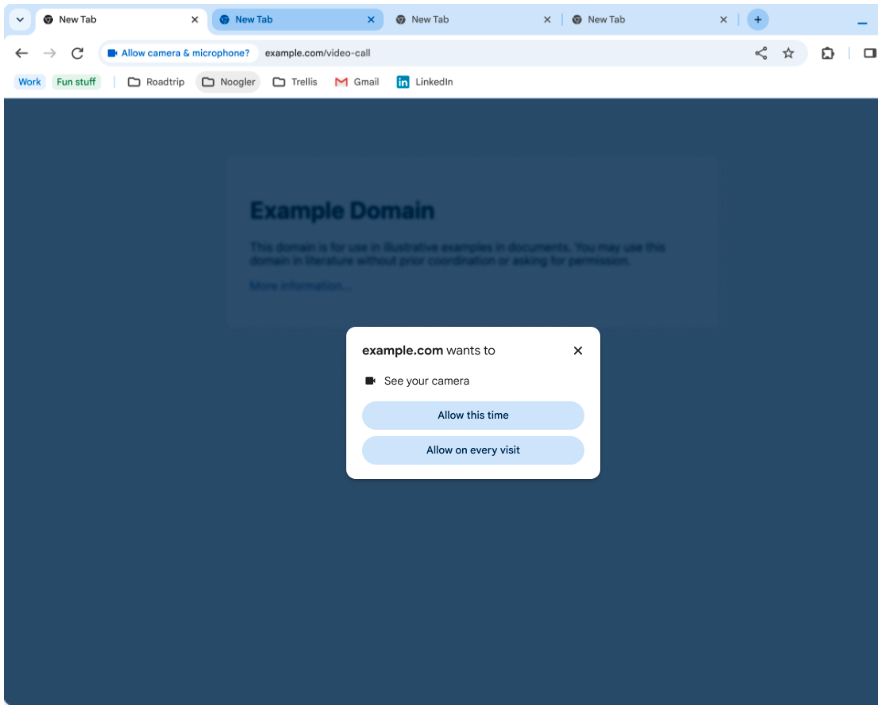 New Tab
New Tab
New Tab
New Tab
Allow camera & microphone? example.com/video-call
Work Fun stuff Roadtrip Noogler Trellis Gmail LinkedIn
Example Domain
This domain is for use in illustrative examples in documents. You may use this
domain in literature without prior coordination or asking for permission.
More information...
example.com wants to
See your camera
Allow this time
Allow on every visit